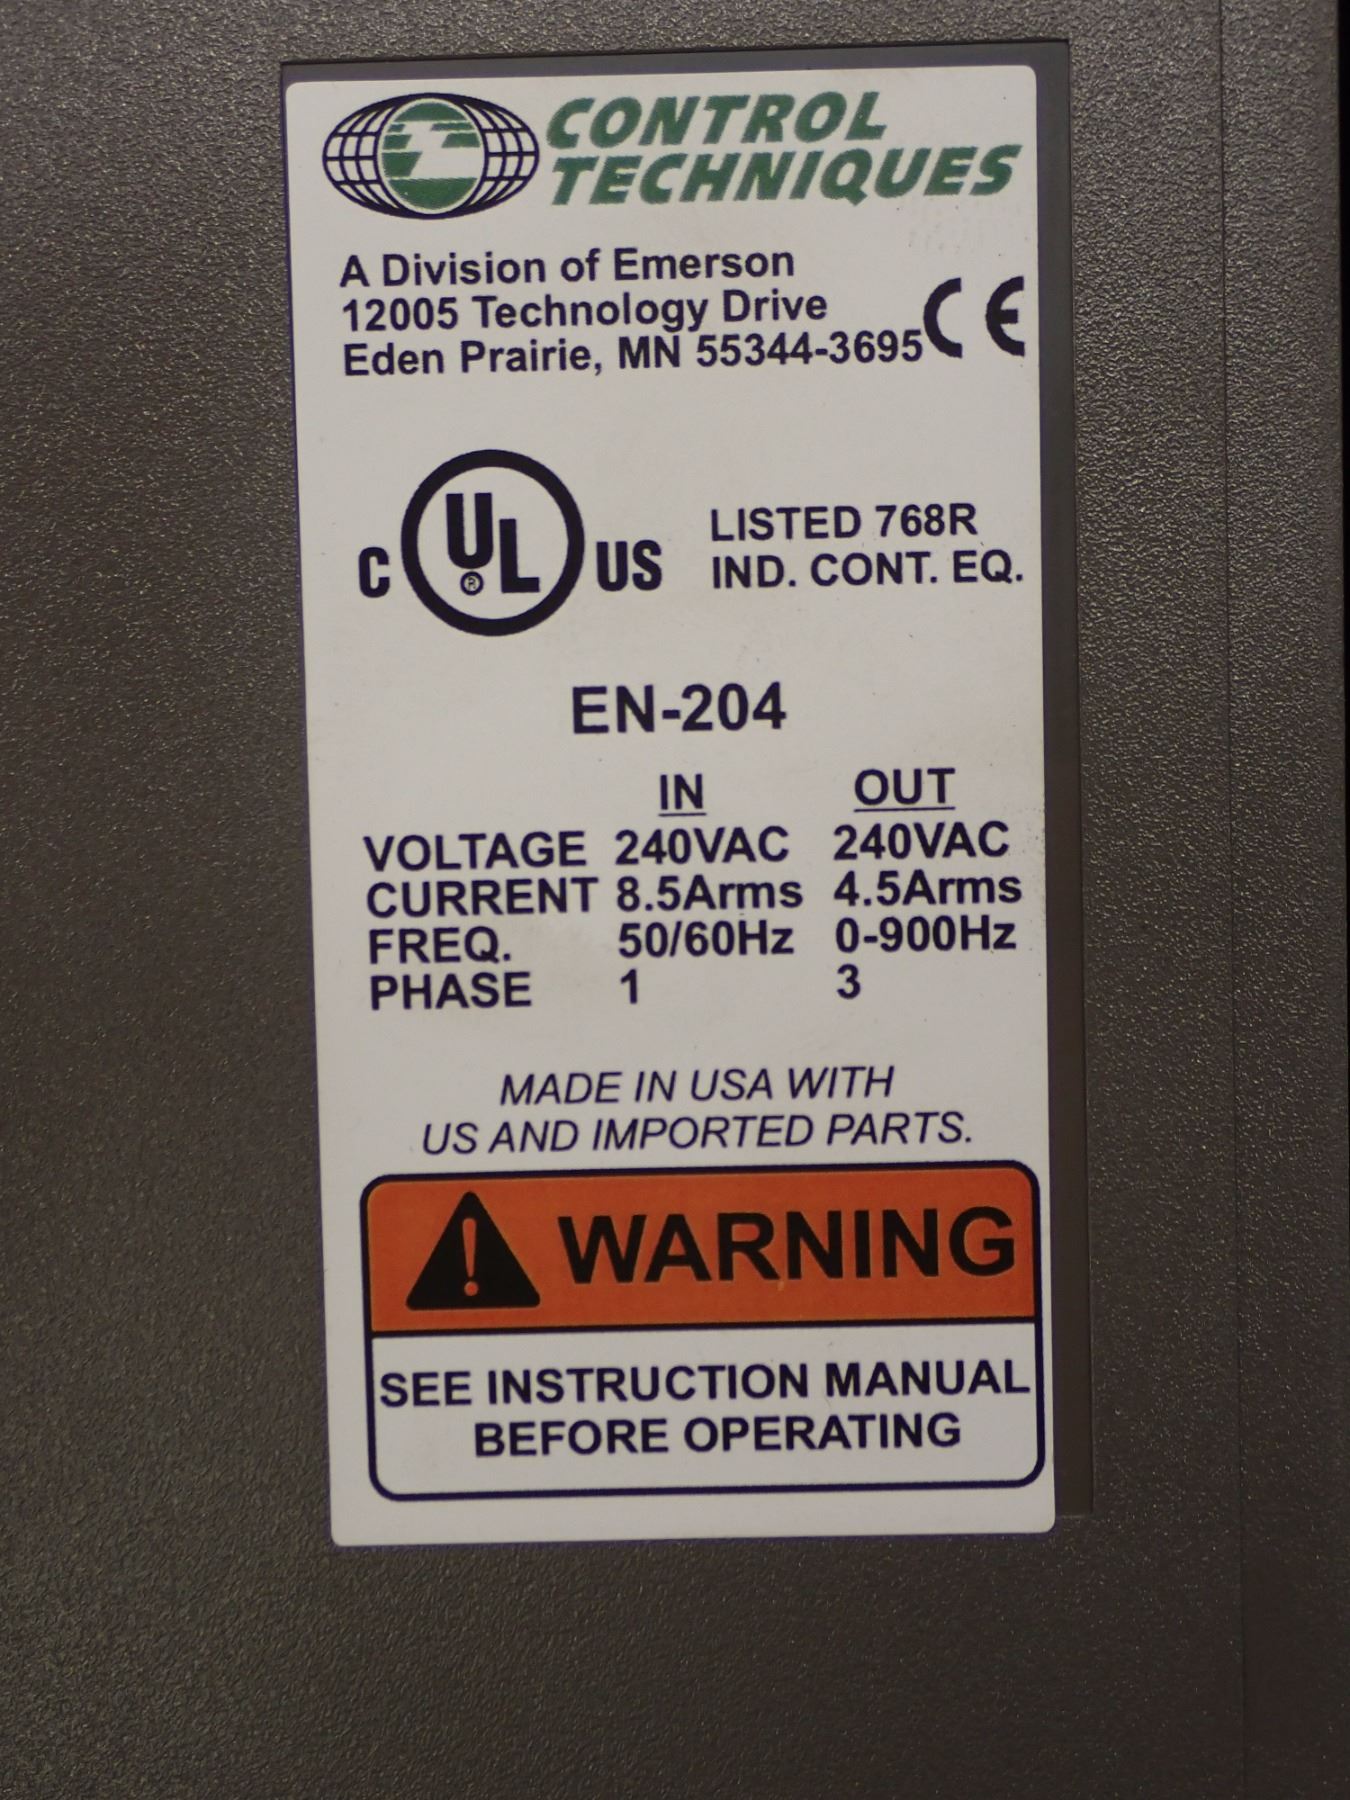 CONTROL
TECHNIQUES
A Division of Emerson
12005 Technology Drive
Eden Prairie, MN 55344-3695 CE
C UL® US
LISTED 768R
IND. CONT. EQ.
EN-204
IN OUT
VOLTAGE 240VAC 240VAC
CURRENT 8.5Arms 4.5Arms
FREQ. 50/60Hz 0-900Hz
PHASE 1 3
MADE IN USA WITH
US AND IMPORTED PARTS.
WARNING
SEE INSTRUCTION MANUAL
BEFORE OPERATING